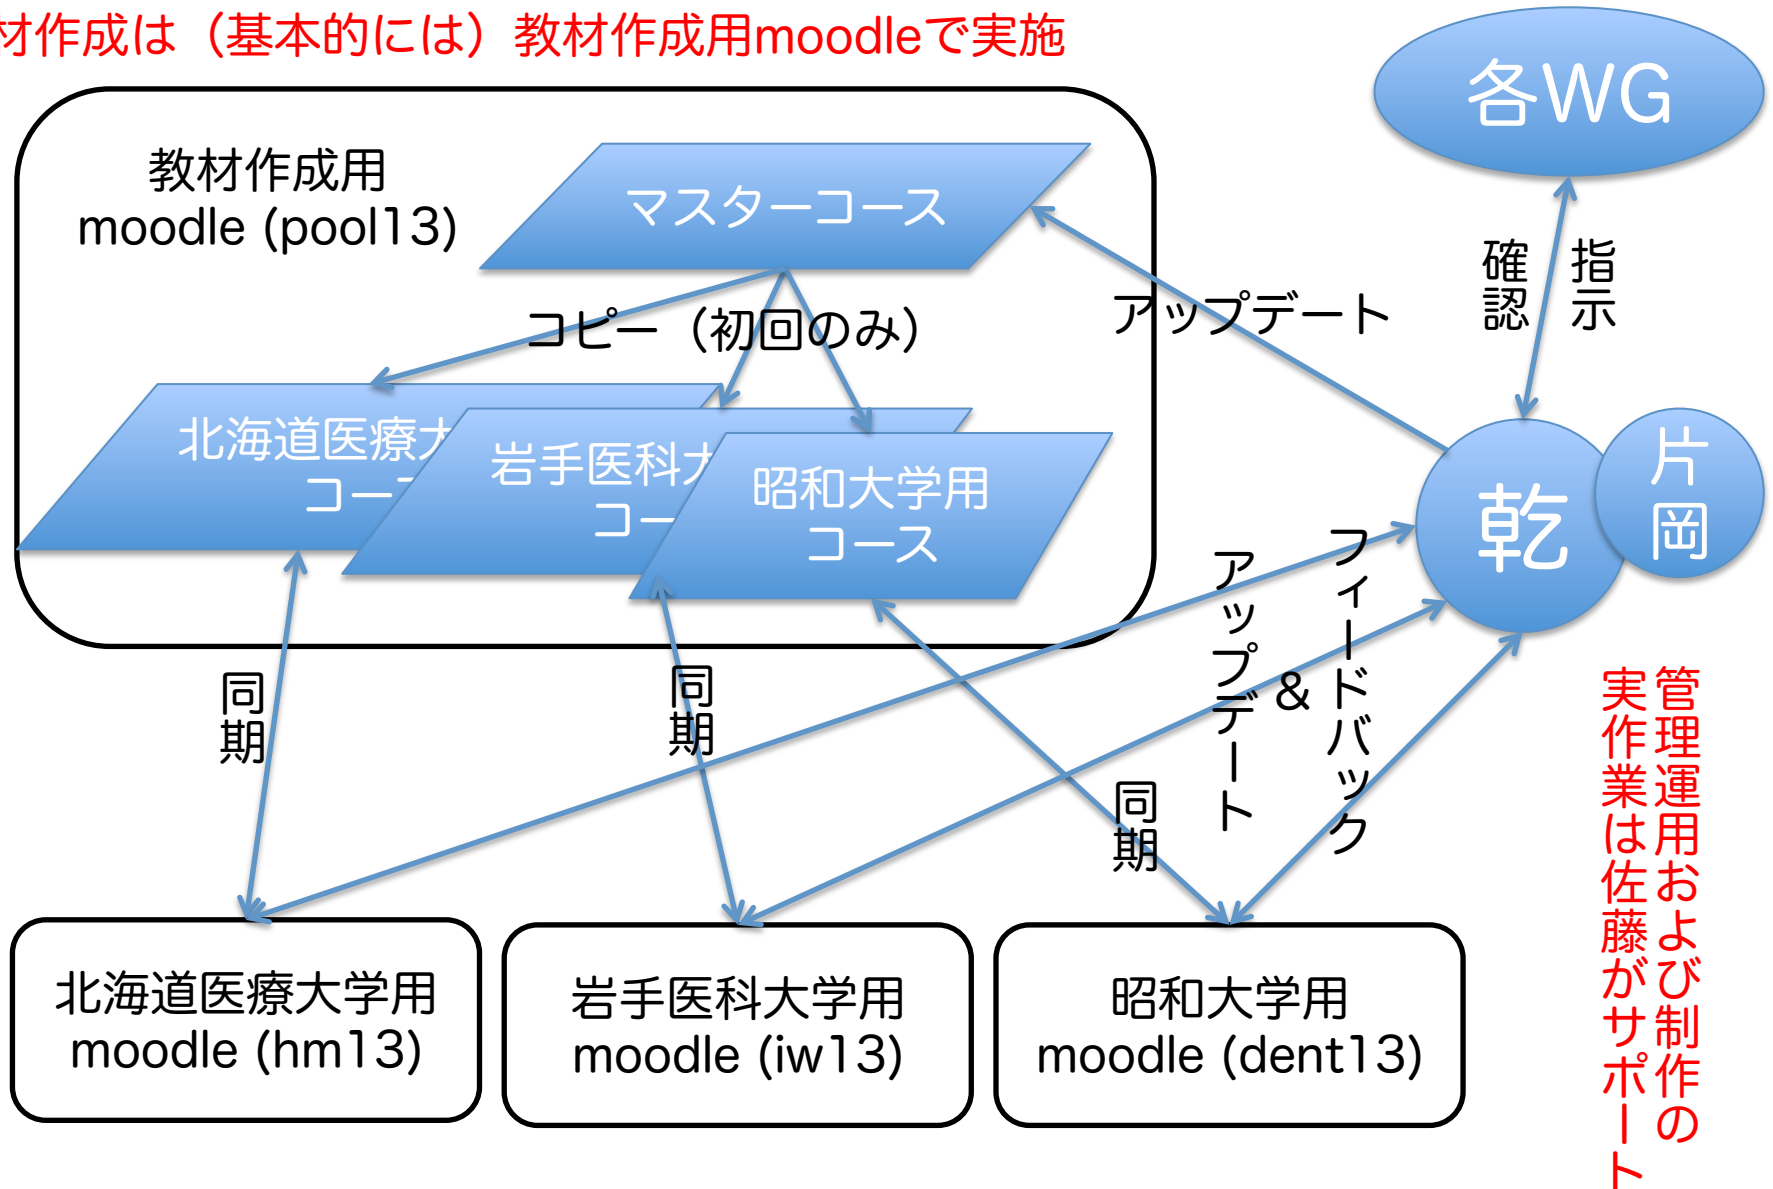 材作成は（基本的には）教材作成用moodleで実施
各WG
教材作成用
moodle (pool13)
マスターコース
確認
指示
アップデート
コピー（初回のみ）
北海道医療大
コー
岩手医科大
コー
昭和大学用
コース
乾
片岡
フィードバック
&
アップデート
同期
同期
同期
管理運用および制作の
実作業は佐藤がサポート
北海道医療大学用
moodle (hm13)
岩手医科大学用
moodle (iw13)
昭和大学用
moodle (dent13)